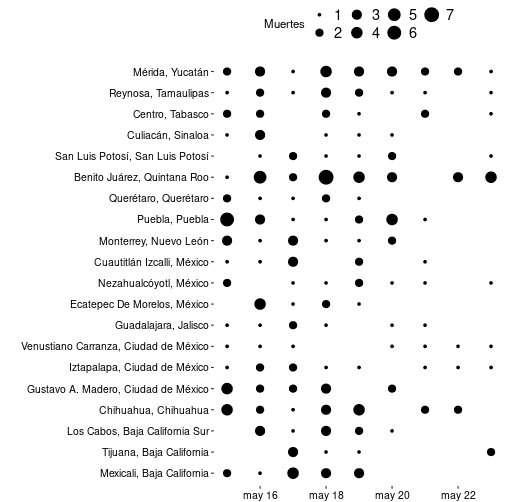 Muertes
1 3 5 7
2 4 6
Mérida, Yucatán
Reynosa, Tamaulipas
Centro, Tabasco
Culiacán, Sinaloa
San Luis Potosí, San Luis Potosí
Benito Juárez, Quintana Roo
Querétaro, Querétaro
Puebla, Puebla
Monterrey, Nuevo León
Cuautitlán Izcalli, México
Nezahualcóyotl, México
Ecatepec De Morelos, México
Guadalajara, Jalisco
Venustiano Carranza, Ciudad de México
Iztapalapa, Ciudad de México
Gustavo A. Madero, Ciudad de México
Chihuahua, Chihuahua
Los Cabos, Baja California Sur
Tijuana, Baja California
Mexicali, Baja California
may 16 may 18 may 20 may 22